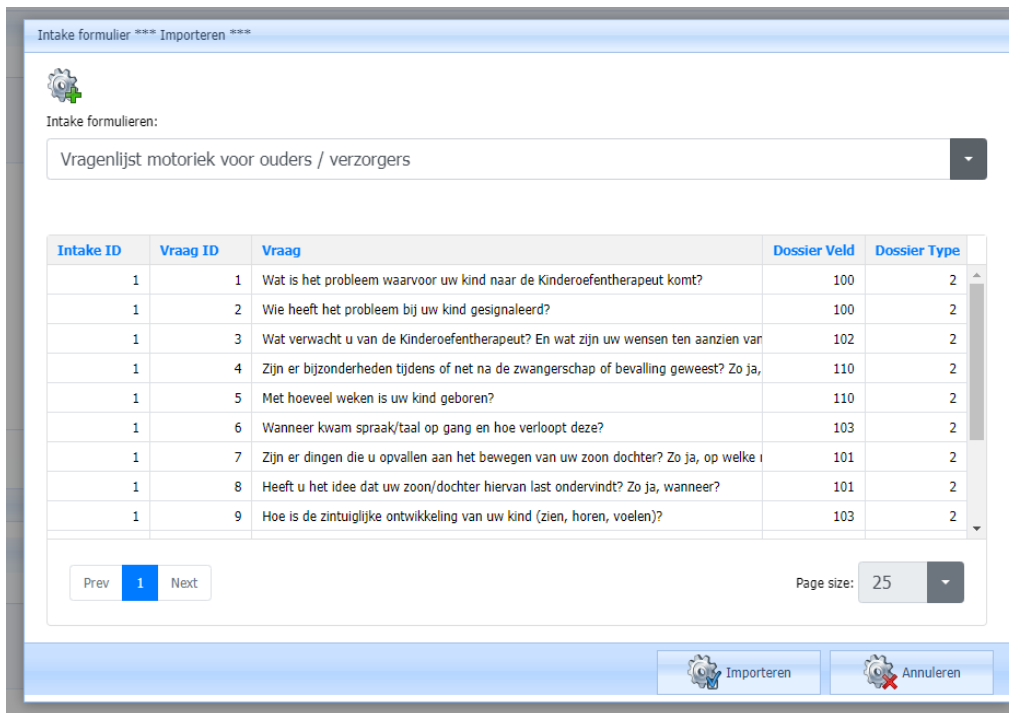 Intake formulier *** Importeren ***
Intake formulieren:
Vragenlijst motoriek voor ouders / verzorgers
Intake ID Vraag ID Vraag Dossier Veld Dossier Type
1 1 Wat is het probleem waarvoor uw kind naar de Kinderoefentherapeut komt? 100 2
1 2 Wie heeft het probleem bij uw kind gesignaleerd? 100 2
1 3 Wat verwacht u van de Kinderoefentherapeut? En wat zijn uw wensen ten aanzien van 102 2
1 4 Zijn er bijzonderheden tijdens of net na de zwangerschap of bevalling geweest? Zo ja, 110 2
1 5 Met hoeveel weken is uw kind geboren? 110 2
1 6 Wanneer kwam spraak/taal op gang en hoe verloopt deze? 103 2
1 7 Zijn er dingen die u opvallen aan het bewegen van uw zoon dochter? Zo ja, op welke 101 2
1 8 Heeft u het idee dat uw zoon/dochter hiervan last ondervindt? Zo ja, wanneer? 101 2
1 9 Hoe is de zintuiglijke ontwikkeling van uw kind (zien, horen, voelen)? 103 2
Prev 1 Next Page size: 25
Importeren Annuleren